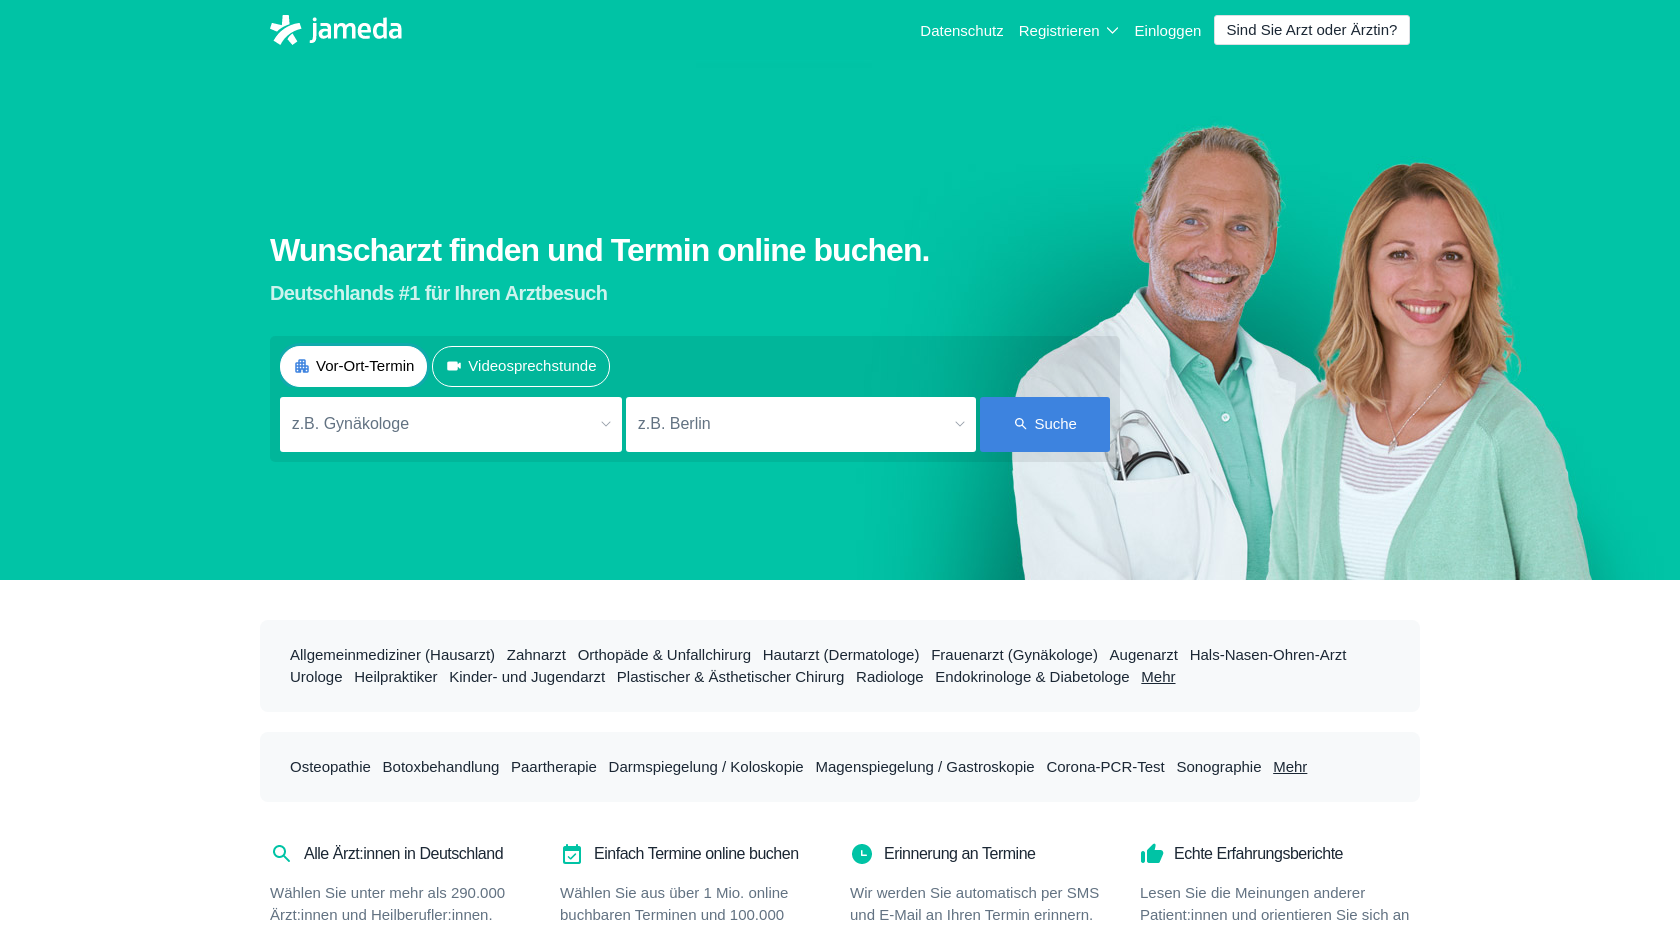 jameda
Datenschutz Registrieren Einloggen Sind Sie Arzt oder Ärztin?
Wunscharzt finden und Termin online buchen.
Deutschlands #1 für Ihren Arztbesuch
Vor-Ort-Termin Videosprechstunde
z.B. Gynäkologe z.B. Berlin Suche
Allgemeinmediziner (Hausarzt) Zahnarzt Orthopäde & Unfallchirurg Hautarzt (Dermatologe) Frauenarzt (Gynäkologe) Augenarzt Hals-Nasen-Ohren-Arzt
Urologe Heilpraktiker Kinder- und Jugendarzt Plastischer & Ästhetischer Chirurg Radiologe Endokrinologe & Diabetologe Mehr
Osteopathie Botoxbehandlung Paartherapie Darmspiegelung / Koloskopie Magenspiegelung / Gastroskopie Corona-PCR-Test Sonographie Mehr
Alle Ärzt:innen in Deutschland
Wählen Sie unter mehr als 290.000
Ärzt:innen und Heilberufler:innen.
Einfach Termine online buchen
Wählen Sie aus über 1 Mio. online
buchbaren Terminen und 100.000
Erinnerung an Termine
Wir werden Sie automatisch per SMS
und E-Mail an Ihren Termin erinnern.
Echte Erfahrungsberichte
Lesen Sie die Meinungen anderer
Patient:innen und orientieren Sie sich an